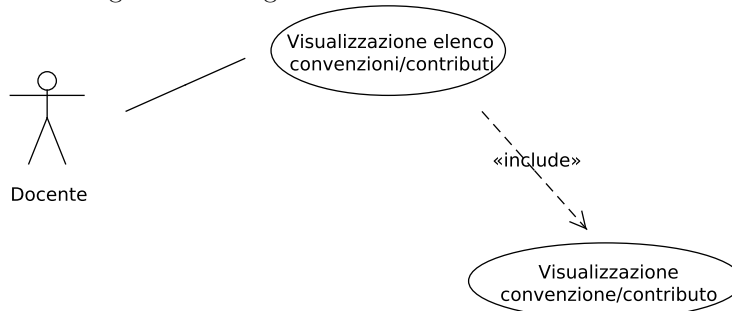 Visualizzazione elenco
convenzioni/contributi
«include»
Docente
Visualizzazione
convenzione/contributo